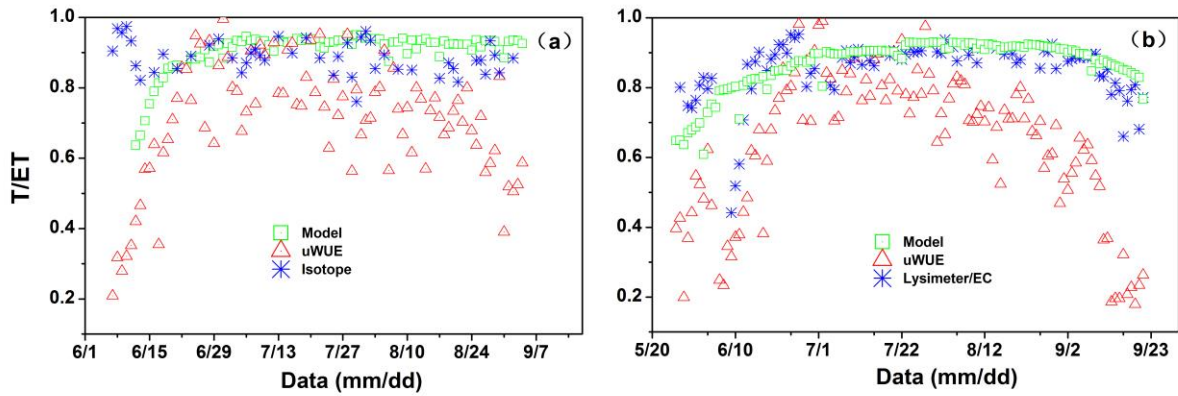 T/ET
1.0
0.8
0.6
0.4
0.2
(a)
Model
uWUE
Isotope
6/1 6/15 6/29 7/13 7/27 8/10 8/24 9/7
Data (mm/dd)
1.0
0.8
0.6
0.4
0.2
(b)
Model
uWUE
Lysimeter/EC
5/20 6/10 7/1 7/22 8/12 9/2 9/23
Data (mm/dd)